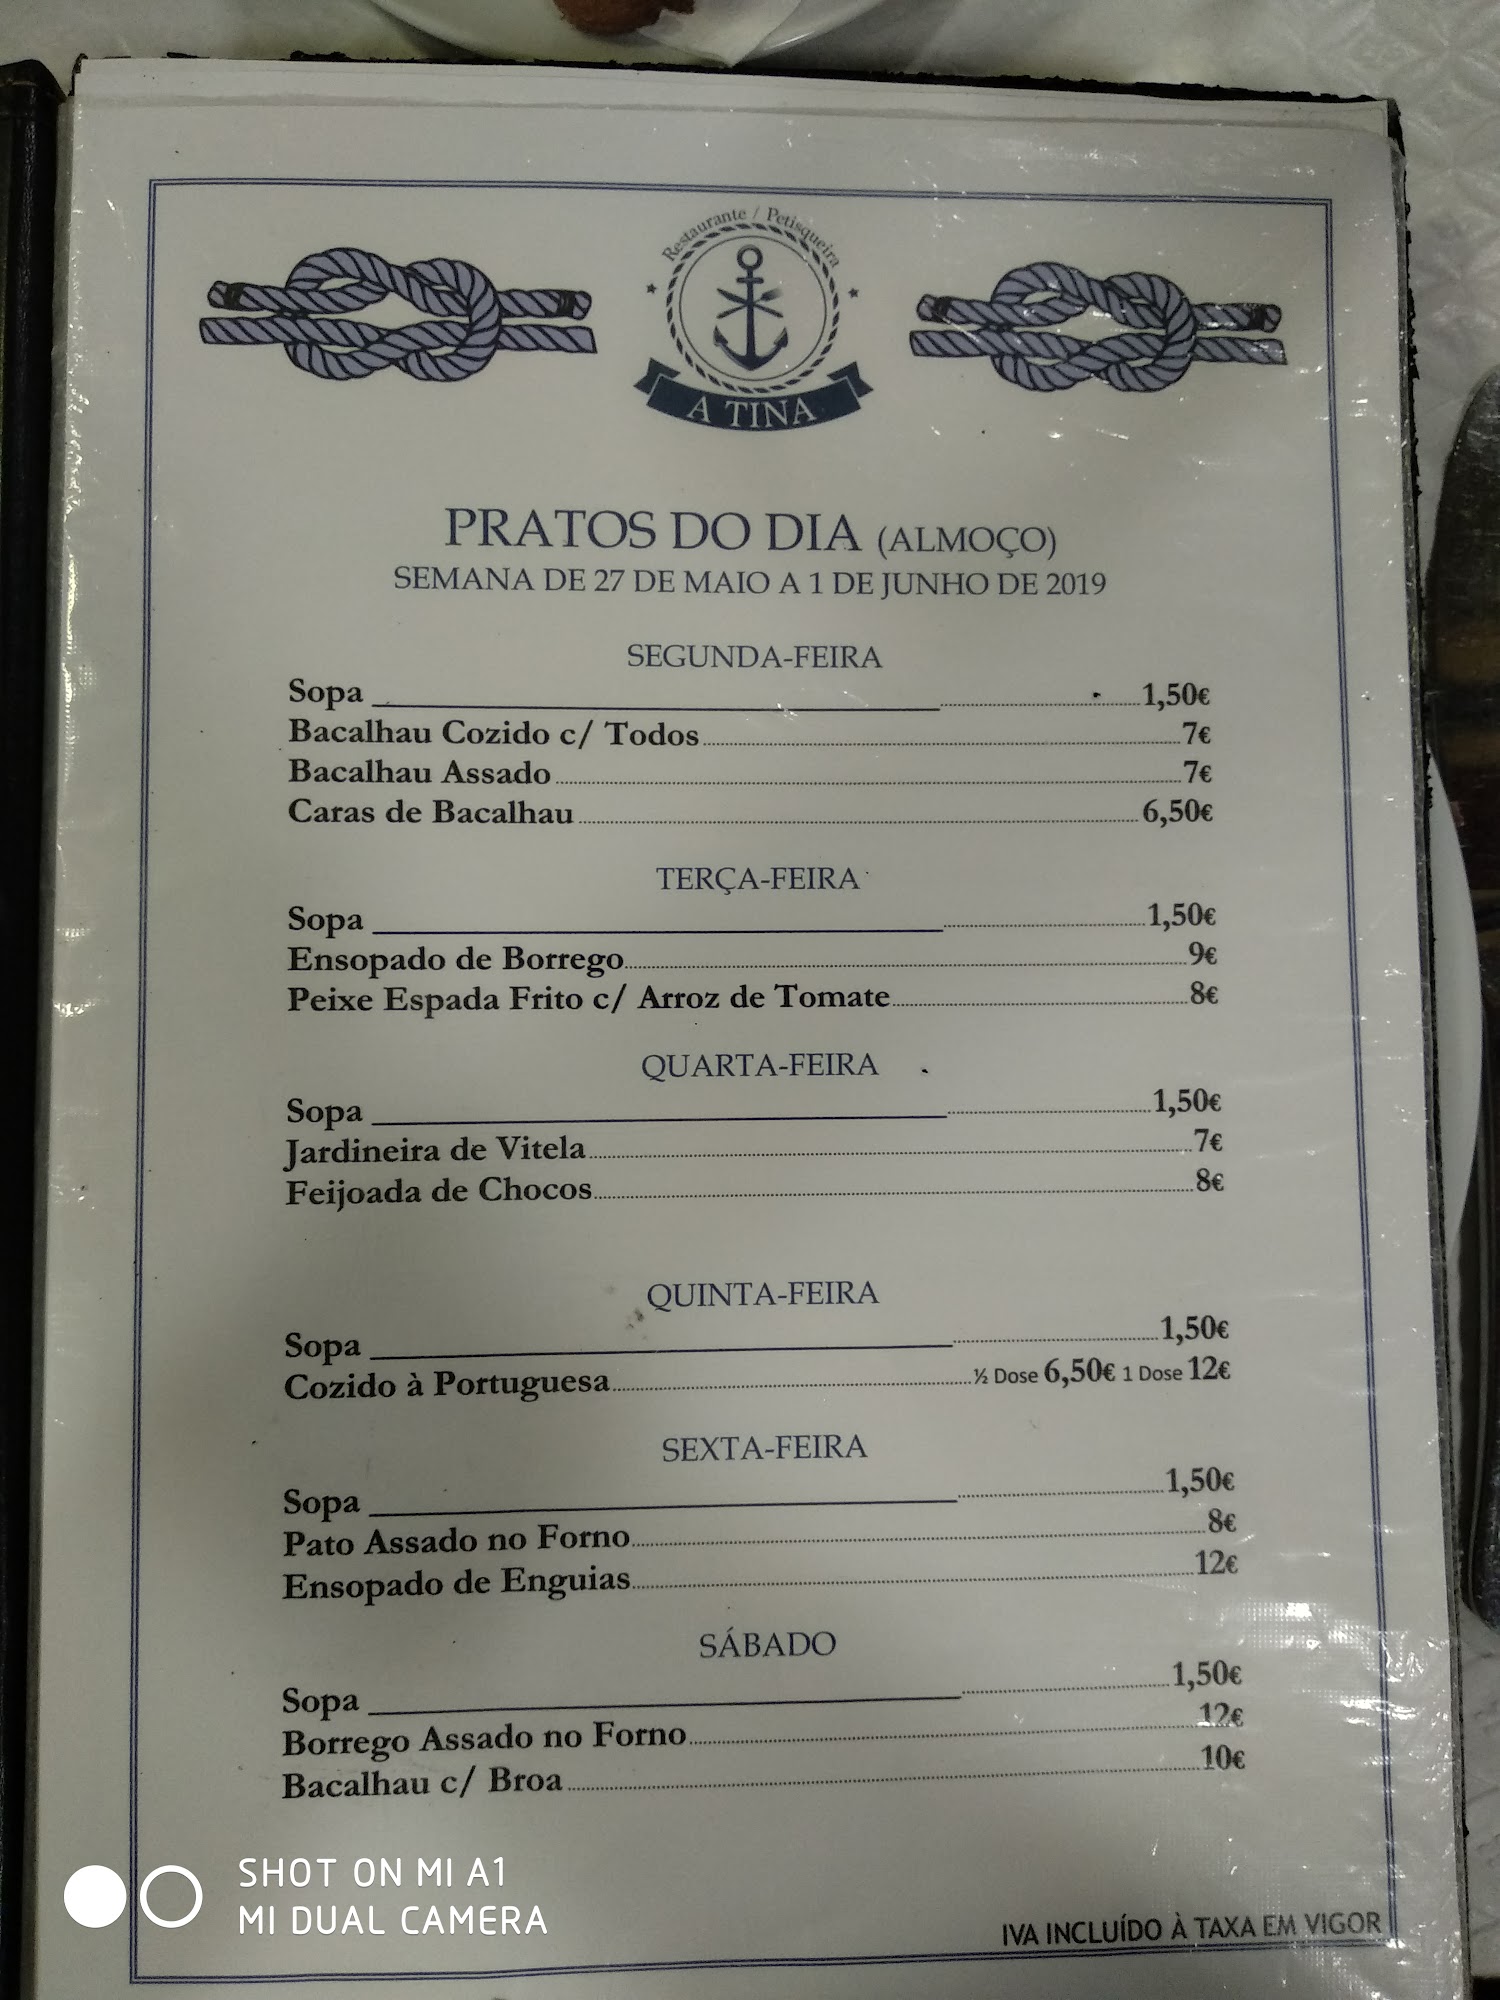 Restaurante / Petisqueira
A TINA
PRATOS DO DIA (ALMOÇO)
SEMANA DE 27 DE MAIO A 1 DE JUNHO DE 2019
SEGUNDA-FEIRA
Sopa 1,50€
Bacalhau Cozido c/ Todos 7€
Bacalhau Assado 7€
Caras de Bacalhau 6,50€
TERÇA-FEIRA
Sopa 1,50€
Ensopado de Borrego 9€
Peixe Espada Frito c/ Arroz de Tomate 8€
QUARTA-FEIRA
Sopa 1,50€
Jardineira de Vitela 7€
Feijoada de Chocos 8€
QUINTA-FEIRA
Sopa 1,50€
Cozido à Portuguesa ½ Dose 6,50€ 1 Dose 12€
SEXTA-FEIRA
Sopa 1,50€
Pato Assado no Forno 8€
Ensopado de Enguias 12€
SÁBADO
Sopa 1,50€
Borrego Assado no Forno 12€
Bacalhau c/ Broa 10€
IVA INCLUÍDO À TAXA EM VIGOR
SHOT ON MI A1
MI DUAL CAMERA